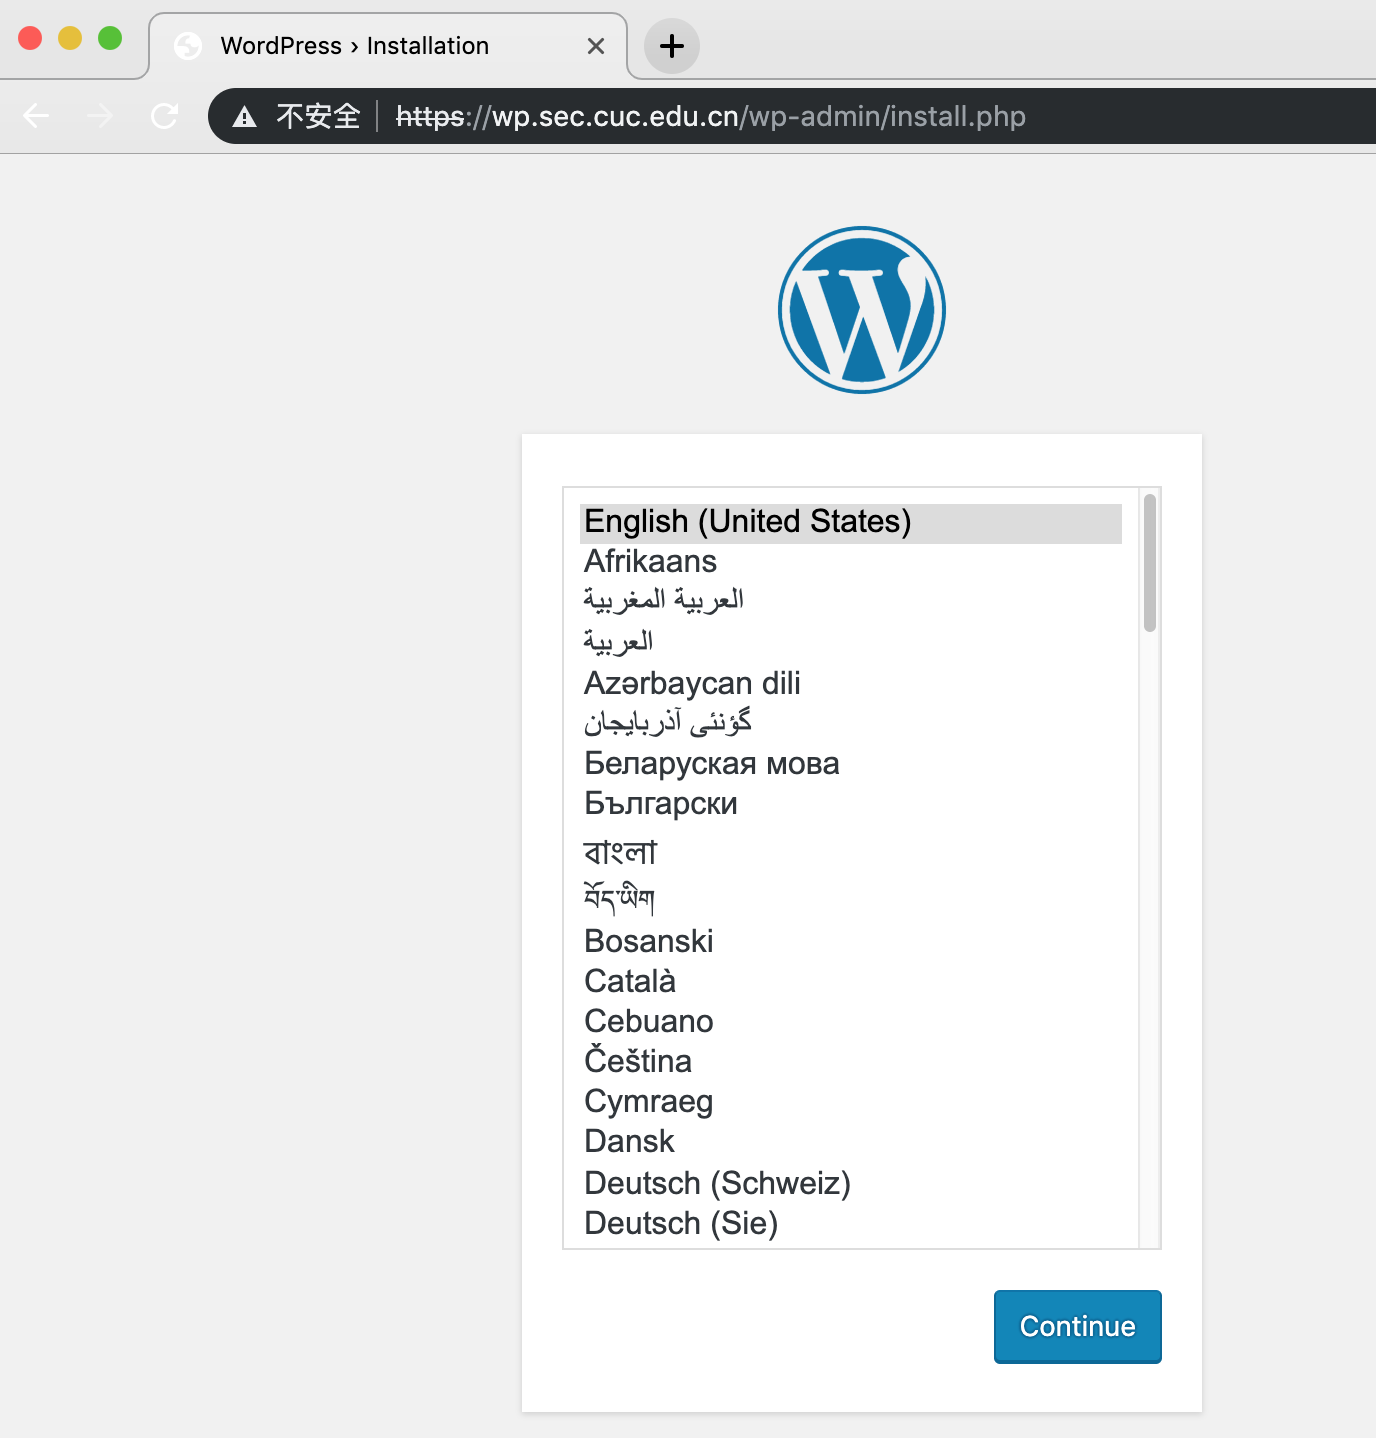 WordPress › Installation
不安全 https://wp.sec.cuc.edu.cn/wp-admin/install.php
English (United States)
Afrikaans
العربية المغربية
العربية
Azərbaycan dili
گؤنئی آذربایجان
Беларуская мова
Български
বাংলা
བོད་ཡིག
Bosanski
Català
Cebuano
Čeština
Cymraeg
Dansk
Deutsch (Schweiz)
Deutsch (Sie)
Continue